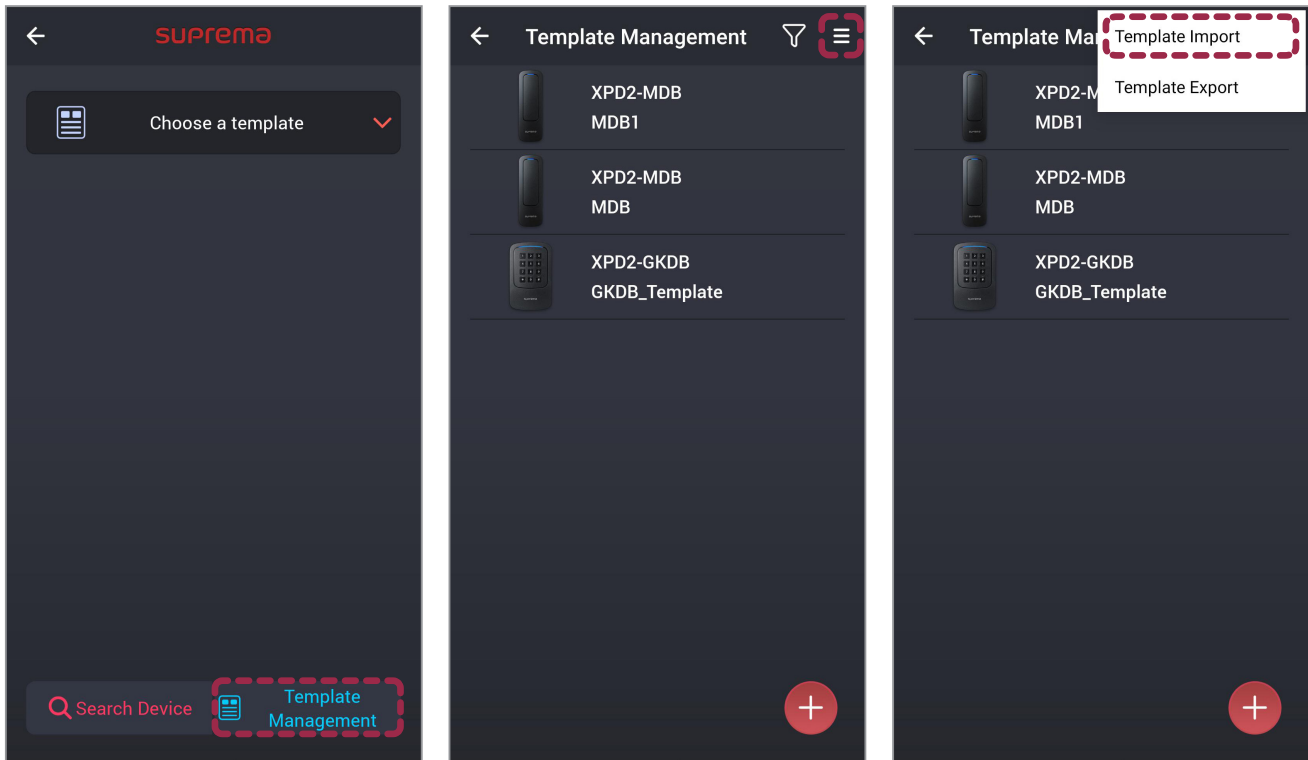 suprema
Choose a template
Search Device
Template
Management
Template Management
XPD2-MDB
MDB1
XPD2-MDB
MDB
XPD2-GKDB
GKDB_Template
Template Ma
Template Import
Template Export
XPD2-M
MDB1
XPD2-MDB
MDB
XPD2-GKDB
GKDB_Template